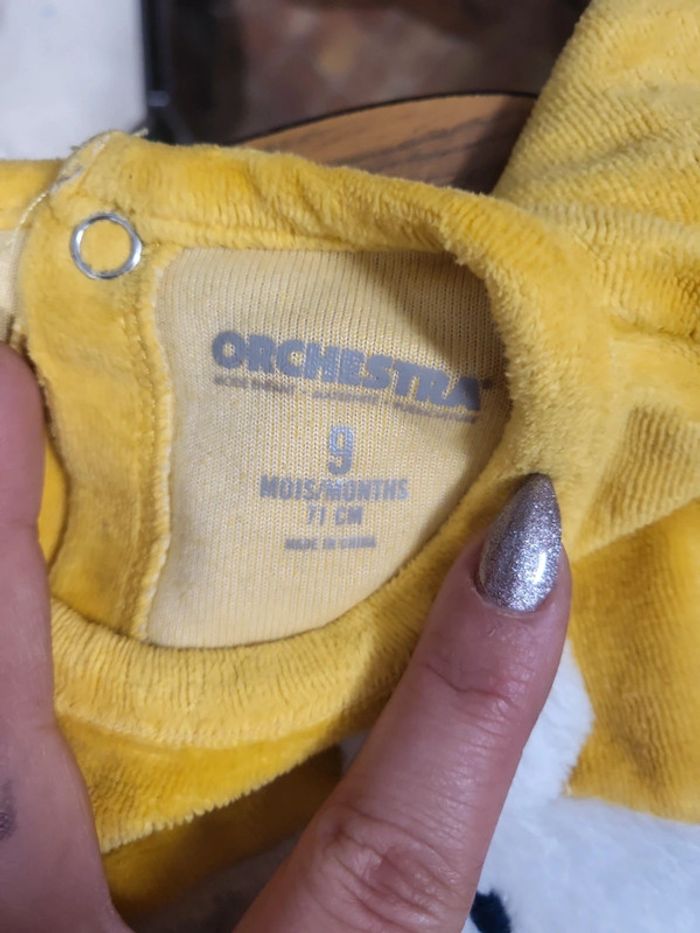 ORCHESTRA
9
MOIS/MONTHS
71 CM
MADE IN CHINA